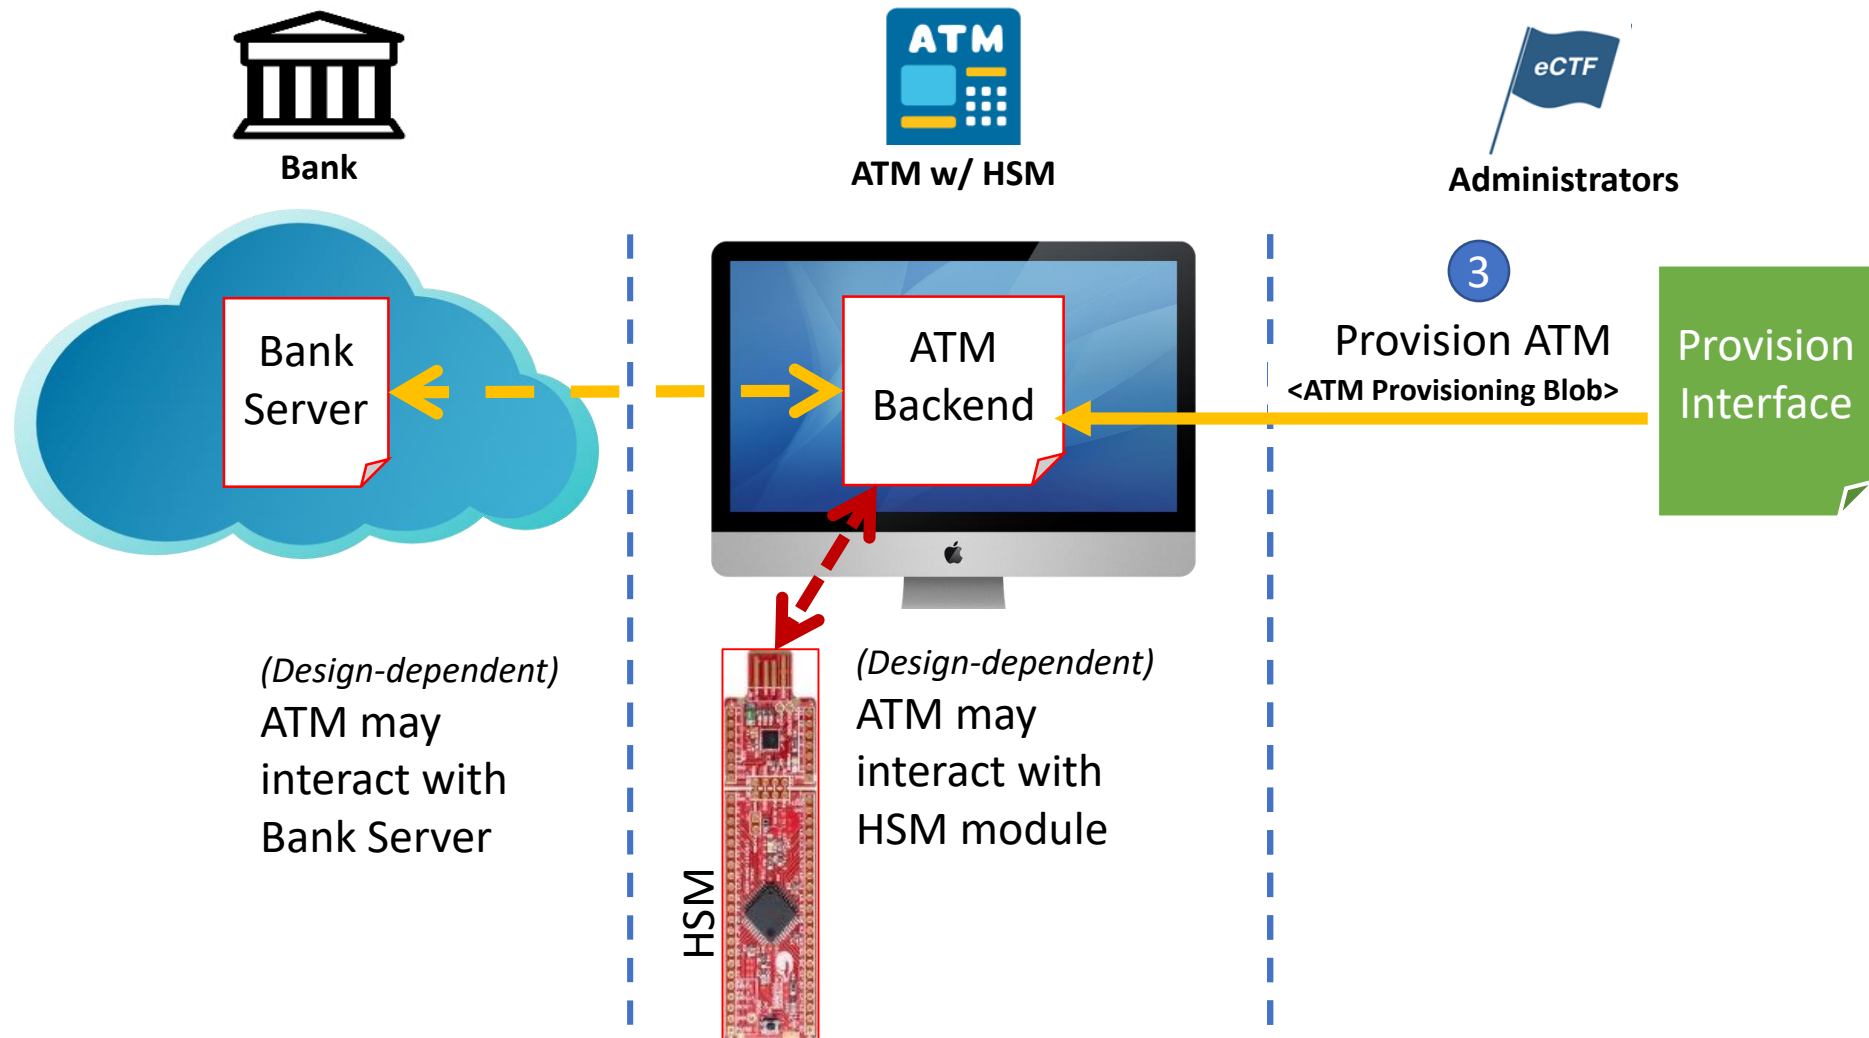 ATM
eCTF
Bank
ATM w/ HSM
Administrators
3
Bank
Server
ATM
Backend
Provision ATM
<ATM Provisioning Blob>
Provision
Interface
(Design-dependent)
ATM may
interact with
Bank Server
(Design-dependent)
ATM may
interact with
HSM module
HSM